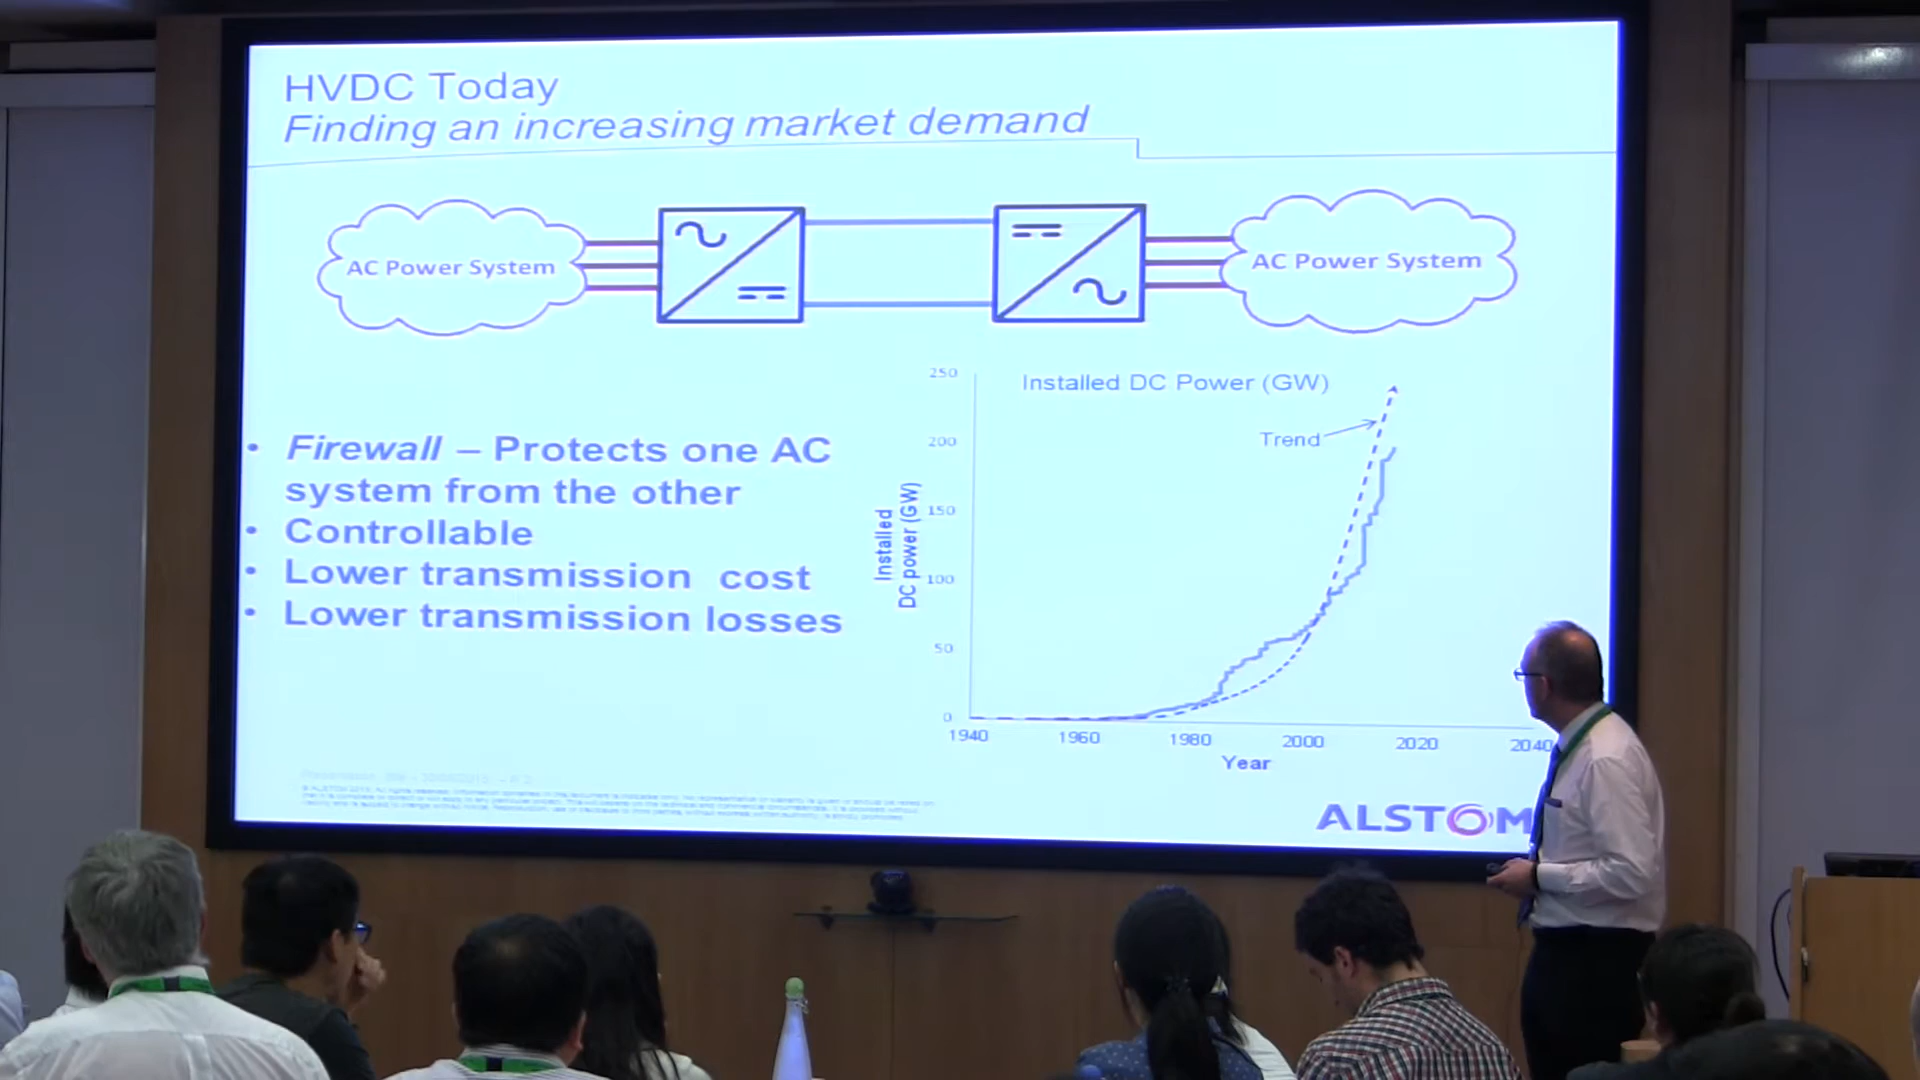 HVDC Today
Finding an increasing market demand
AC Power System
AC Power System
• Firewall – Protects one AC
system from the other
• Controllable
• Lower transmission cost
• Lower transmission losses
Installed DC Power (GW)
Trend
Installed
DC power (GW)
250
200
150
100
50
0
1940
1960
1980
2000
2020
2040
Year
ALSTOM